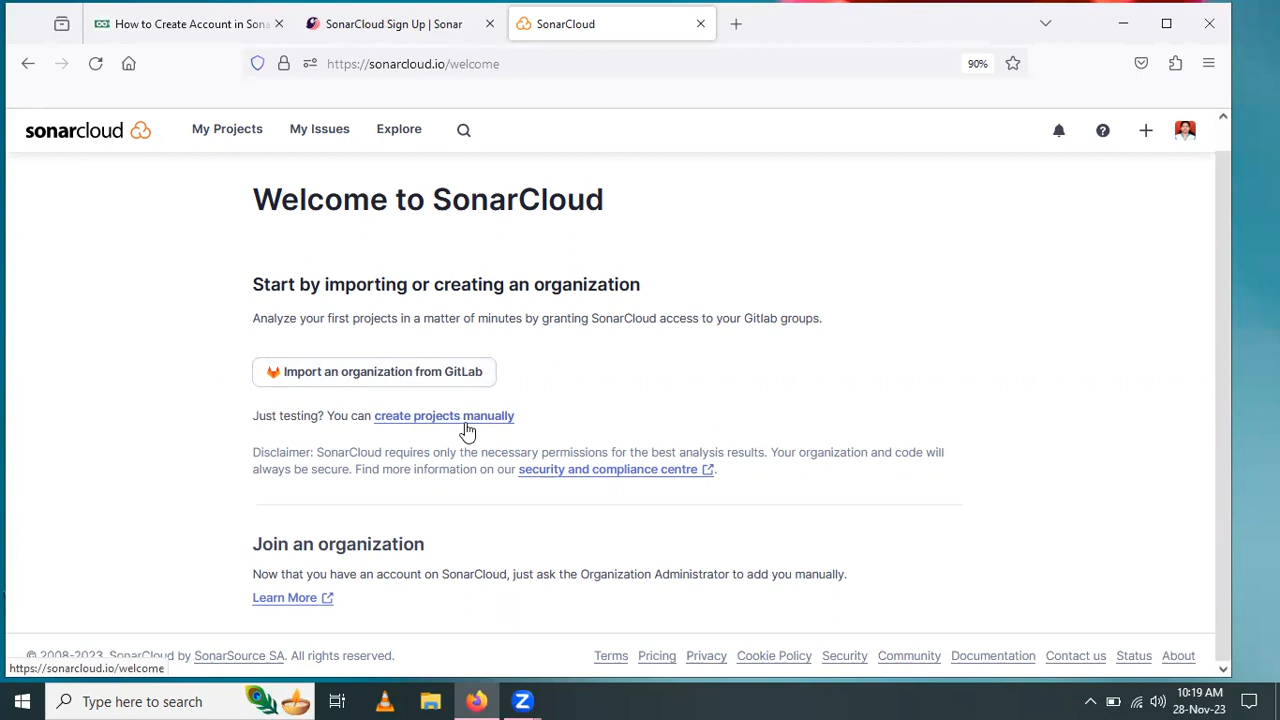 How to Create Account in Sona
SonarCloud Sign Up | Sonar
SonarCloud
https://sonarcloud.io/welcome
90%
sonarcloud
My Projects
My Issues
Explore
Welcome to SonarCloud
Start by importing or creating an organization
Analyze your first projects in a matter of minutes by granting SonarCloud access to your Gitlab groups.
Import an organization from GitLab
Just testing? You can create projects manually
Disclaimer: SonarCloud requires only the necessary permissions for the best analysis results. Your organization and code will
always be secure. Find more information on our security and compliance centre.
Join an organization
Now that you have an account on SonarCloud, just ask the Organization Administrator to add you manually.
Learn More
© 2008-2023, SonarCloud by SonarSource SA. All rights reserved.
Terms
Pricing
Privacy
Cookie Policy
Security
Community
Documentation
Contact us
Status
About
https://sonarcloud.io/welcome
Type here to search
Z
10:19 AM
28-Nov-23